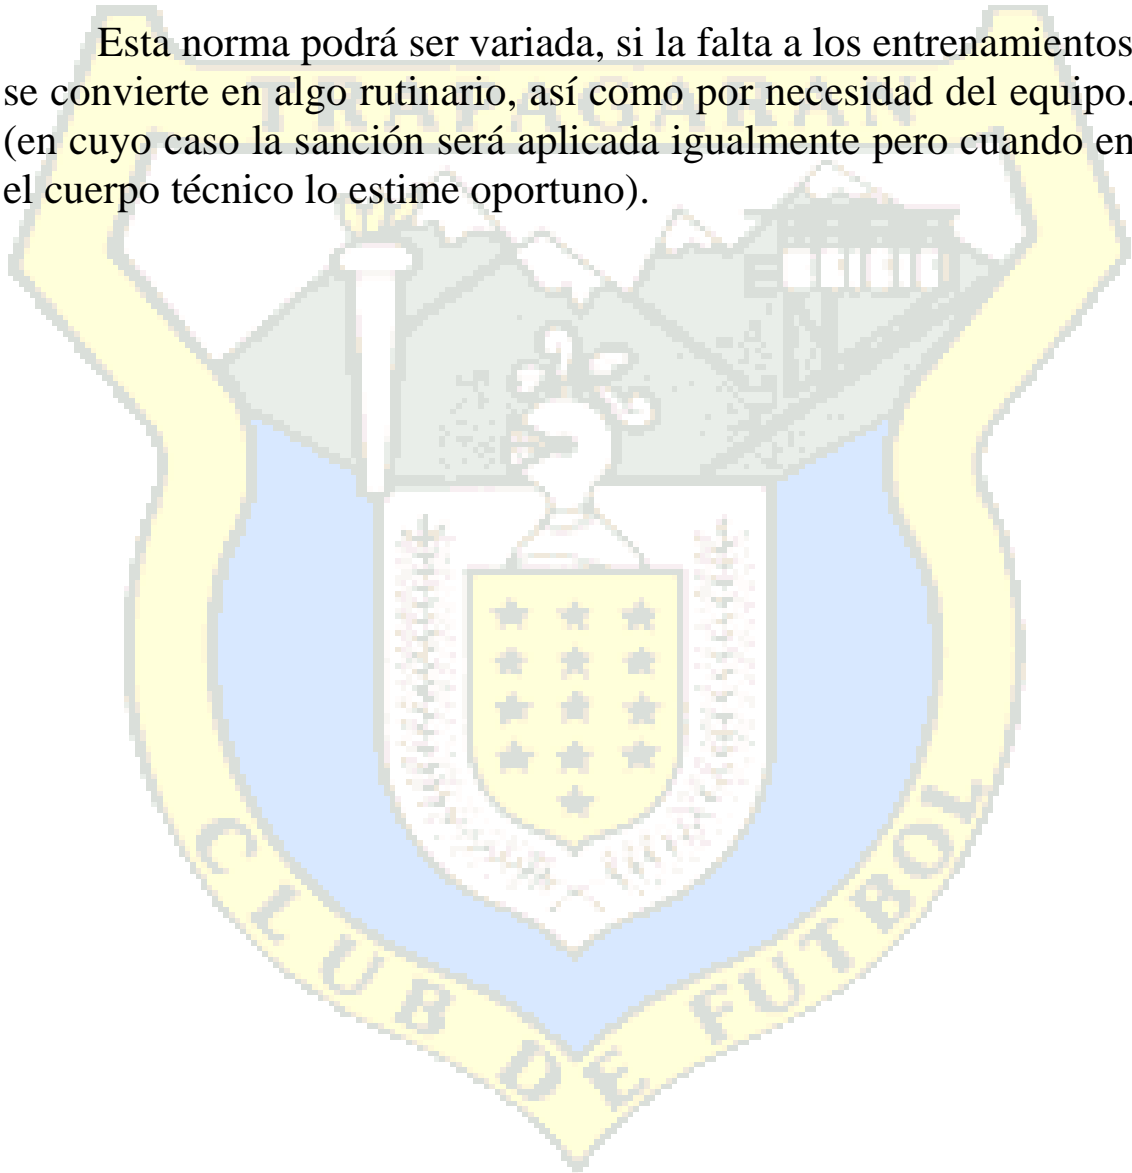 Esta norma podrá ser variada, si la falta a los entrenamientos
se convierte en algo rutinario, así como por necesidad del equipo.
(en cuyo caso la sanción será aplicada igualmente pero cuando en
el cuerpo técnico lo estime oportuno).
TRAPAGARAN
CLUB DE FUTBOL